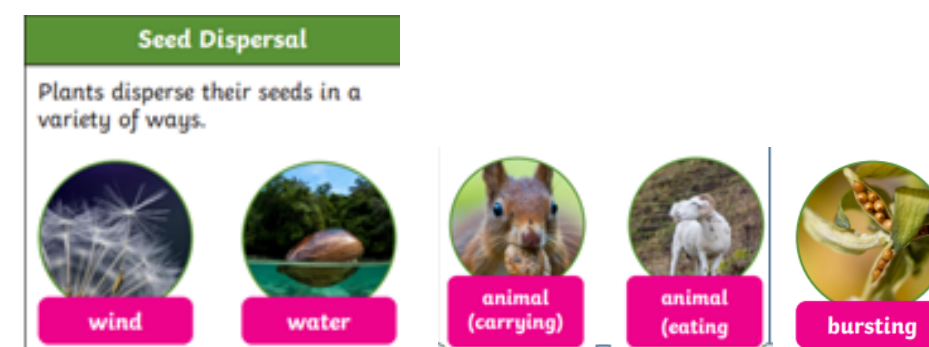 Seed Dispersal
Plants disperse their seeds in a
variety of ways.
wind
water
animal
(carrying)
animal
(eating
bursting